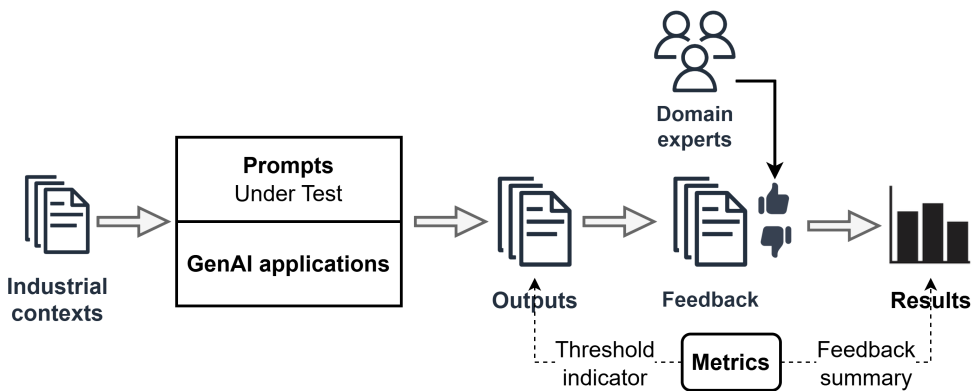 Domain
experts
Prompts
Under Test
GenAI applications
Industrial
contexts
Outputs
Feedback
Results
Threshold
indicator
Metrics
Feedback
summary